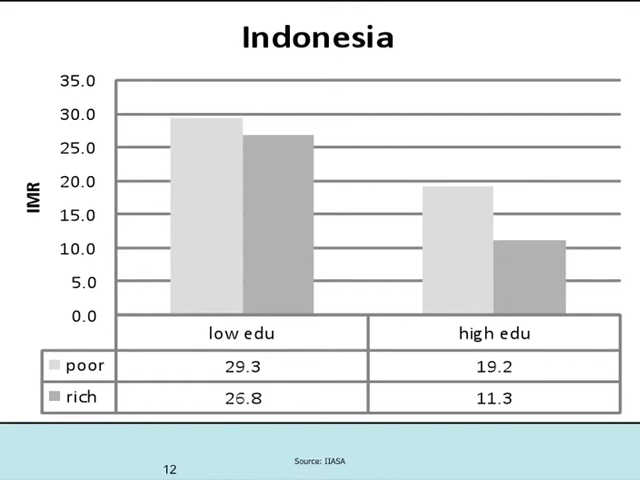 Indonesia
35.0
30.0
25.0
20.0
15.0
10.0
5.0
0.0
IMR
low edu high edu
poor 29.3 19.2
rich 26.8 11.3
Source: IIASA
12